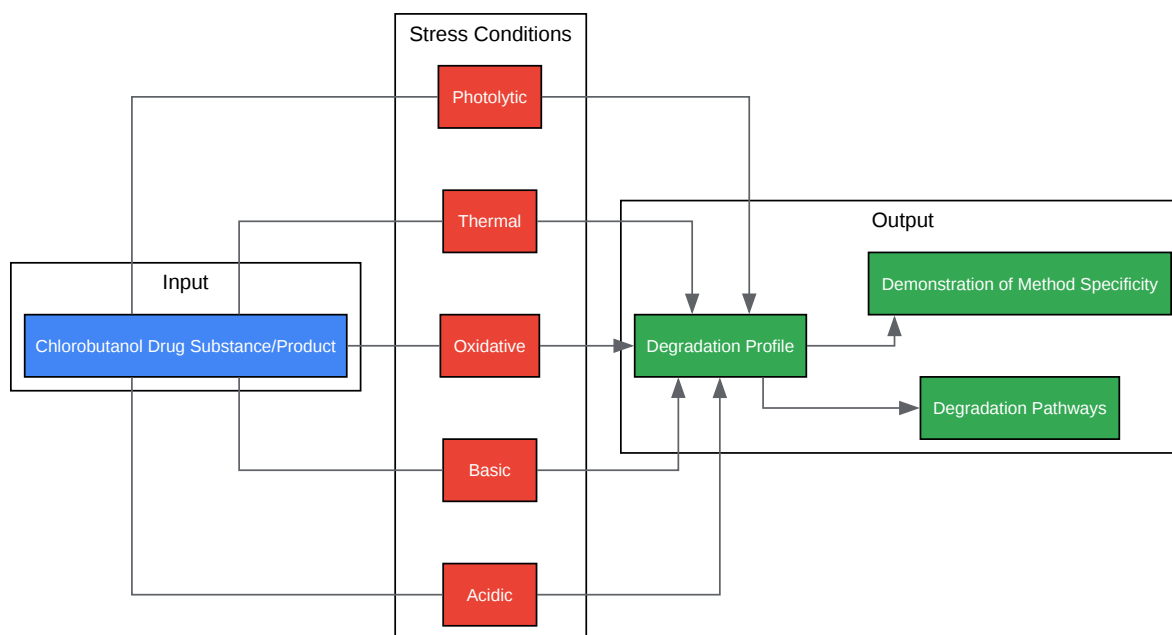 Stress Conditions
Photolytic
Thermal
Output
Demonstration of Method Specificity
Input
Chlorobutanol Drug Substance/Product
Oxidative
Degradation Profile
Degradation Pathways
Basic
Acidic